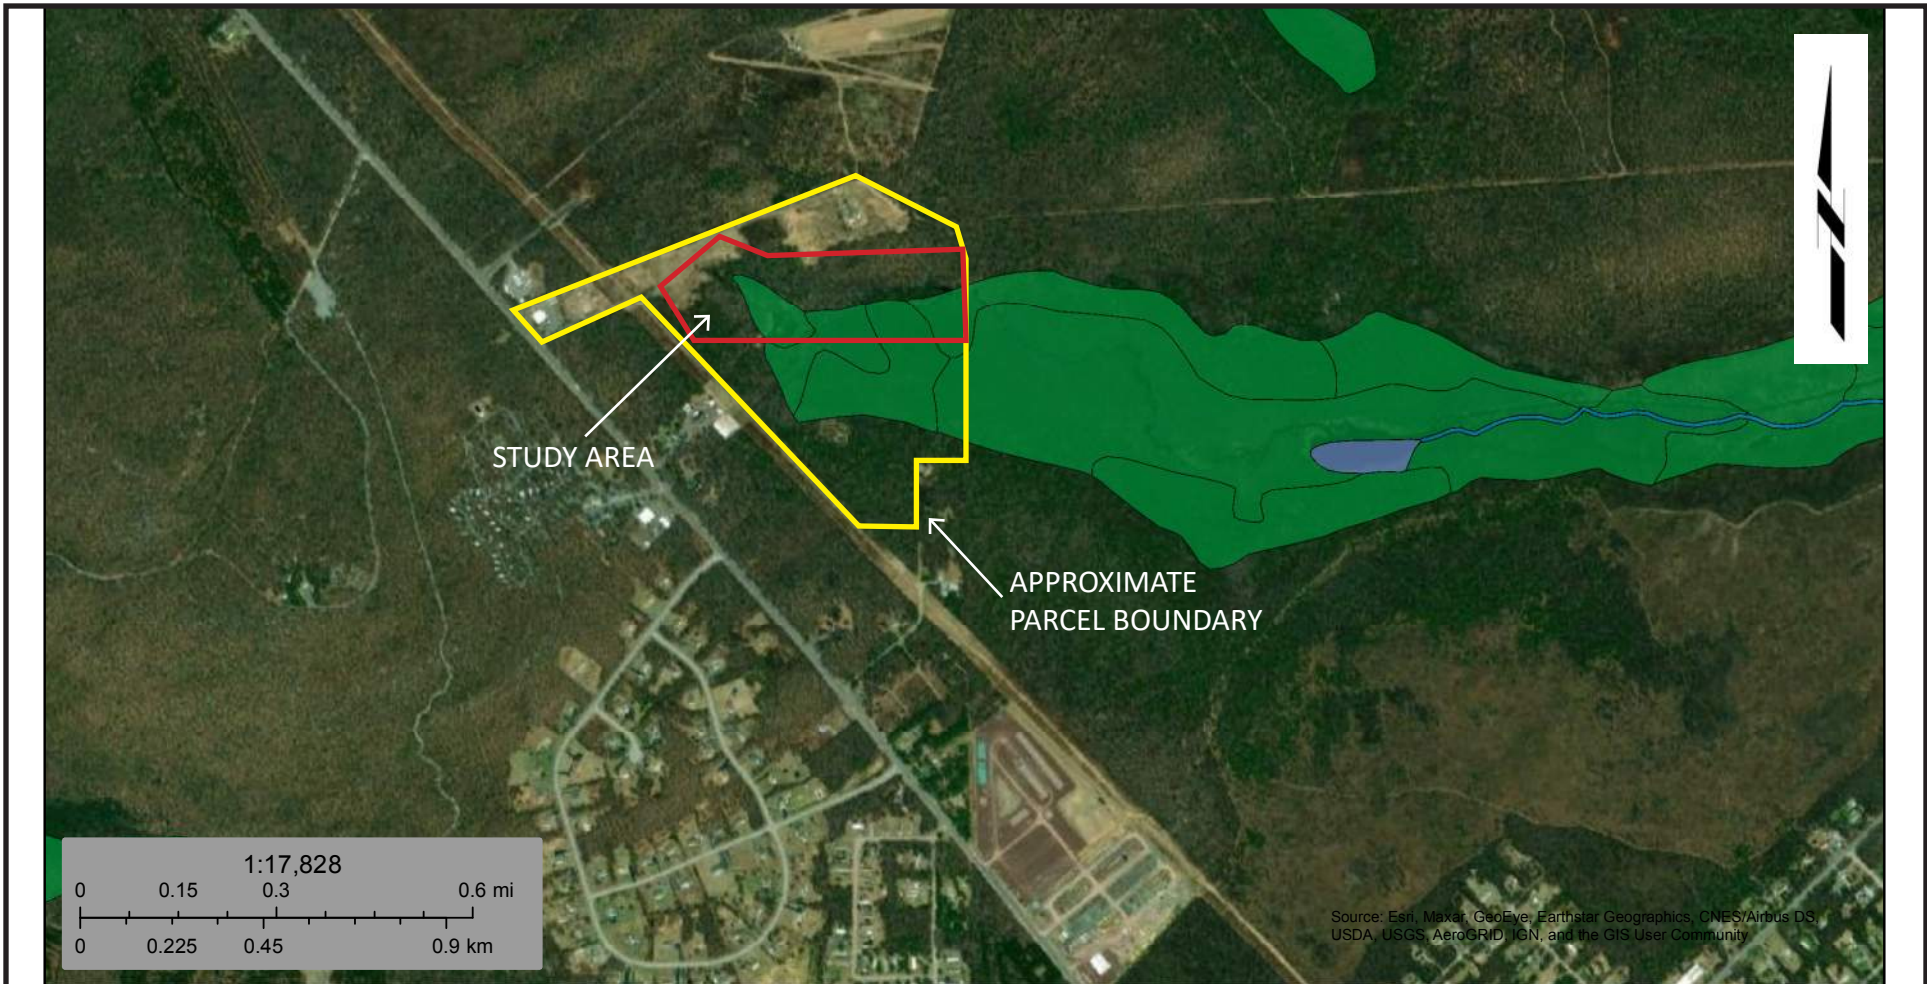 STUDY AREA
APPROXIMATE
PARCEL BOUNDARY
1:17,828
0 0.15 0.3 0.6 mi
0 0.225 0.45 0.9 km
Source: Esri, Maxar, GeoEye, Earthstar Geographics, CNES/Airbus DS,
USDA, USGS, AeroGRID, IGN, and the GIS User Community